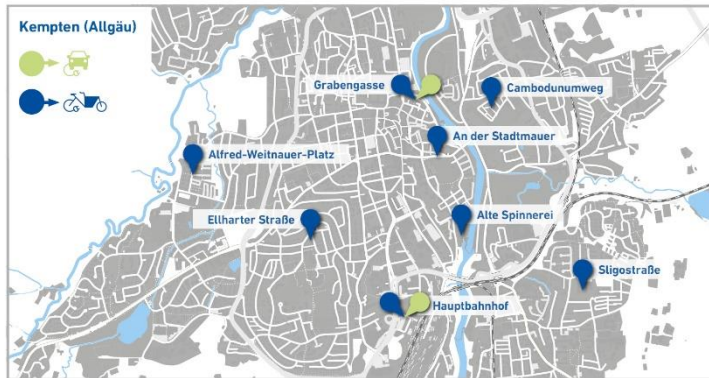 Kempten (Allgäu)
Grabengasse
Cambodunumweg
An der Stadtmauer
Alfred-Weitnauer-Platz
Ellharter Straße
Alte Spinnerei
Sligostraße
Hauptbahnhof